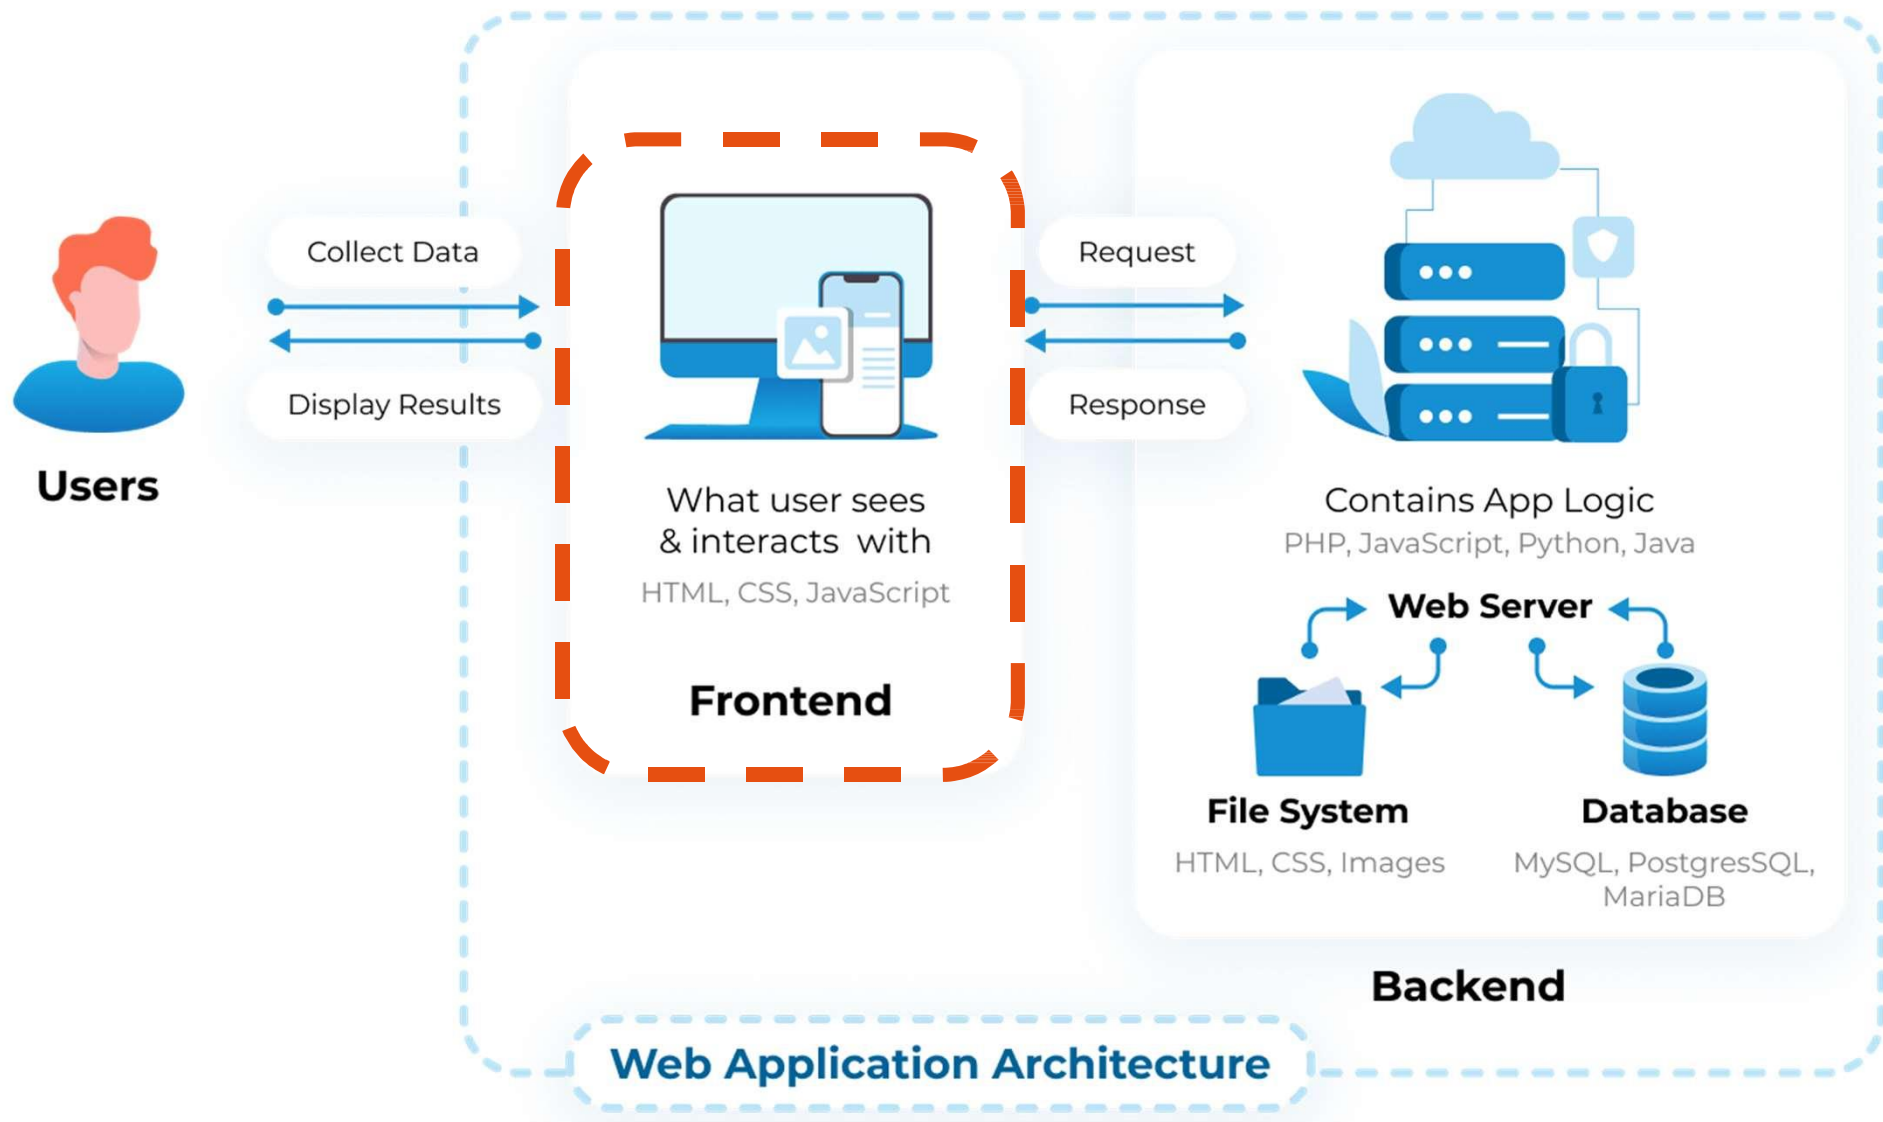 Collect Data
Display Results
Users
What user sees
& interacts with
HTML, CSS, JavaScript
Frontend
Request
Response
Contains App Logic
PHP, JavaScript, Python, Java
Web Server
File System
HTML, CSS, Images
Database
MySQL, PostgresSQL,
MariaDB
Backend
Web Application Architecture